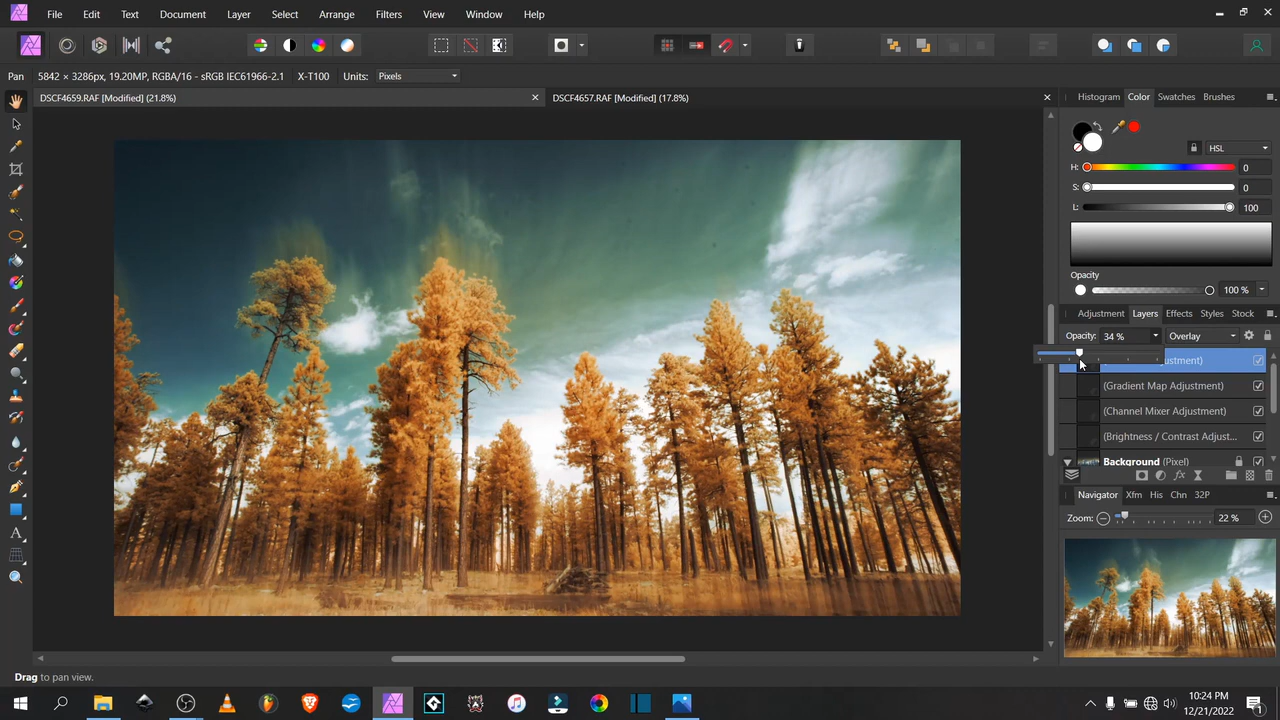 File Edit Text Document Layer Select Arrange Filters View Window Help
Pan 5842 × 3286px, 19.20MP, RGBA/16 - sRGB IEC61966-2.1 X-T100 Units: Pixels
DSCF4659.RAF [Modified] (21.8%)
DSCF4657.RAF [Modified] (17.8%)
Histogram Color Swatches Brushes
HSL
H: 0
S: 0
L: 100
Opacity
100 %
Adjustment Layers Effects Styles Stock
Opacity: 34 % Overlay
ustment)
(Gradient Map Adjustment)
(Channel Mixer Adjustment)
(Brightness / Contrast Adjust...
Background (Pixel)
Navigator Xfm His Chn 32P
Zoom: 22 %
Drag to pan view.
10:24 PM
12/21/2022